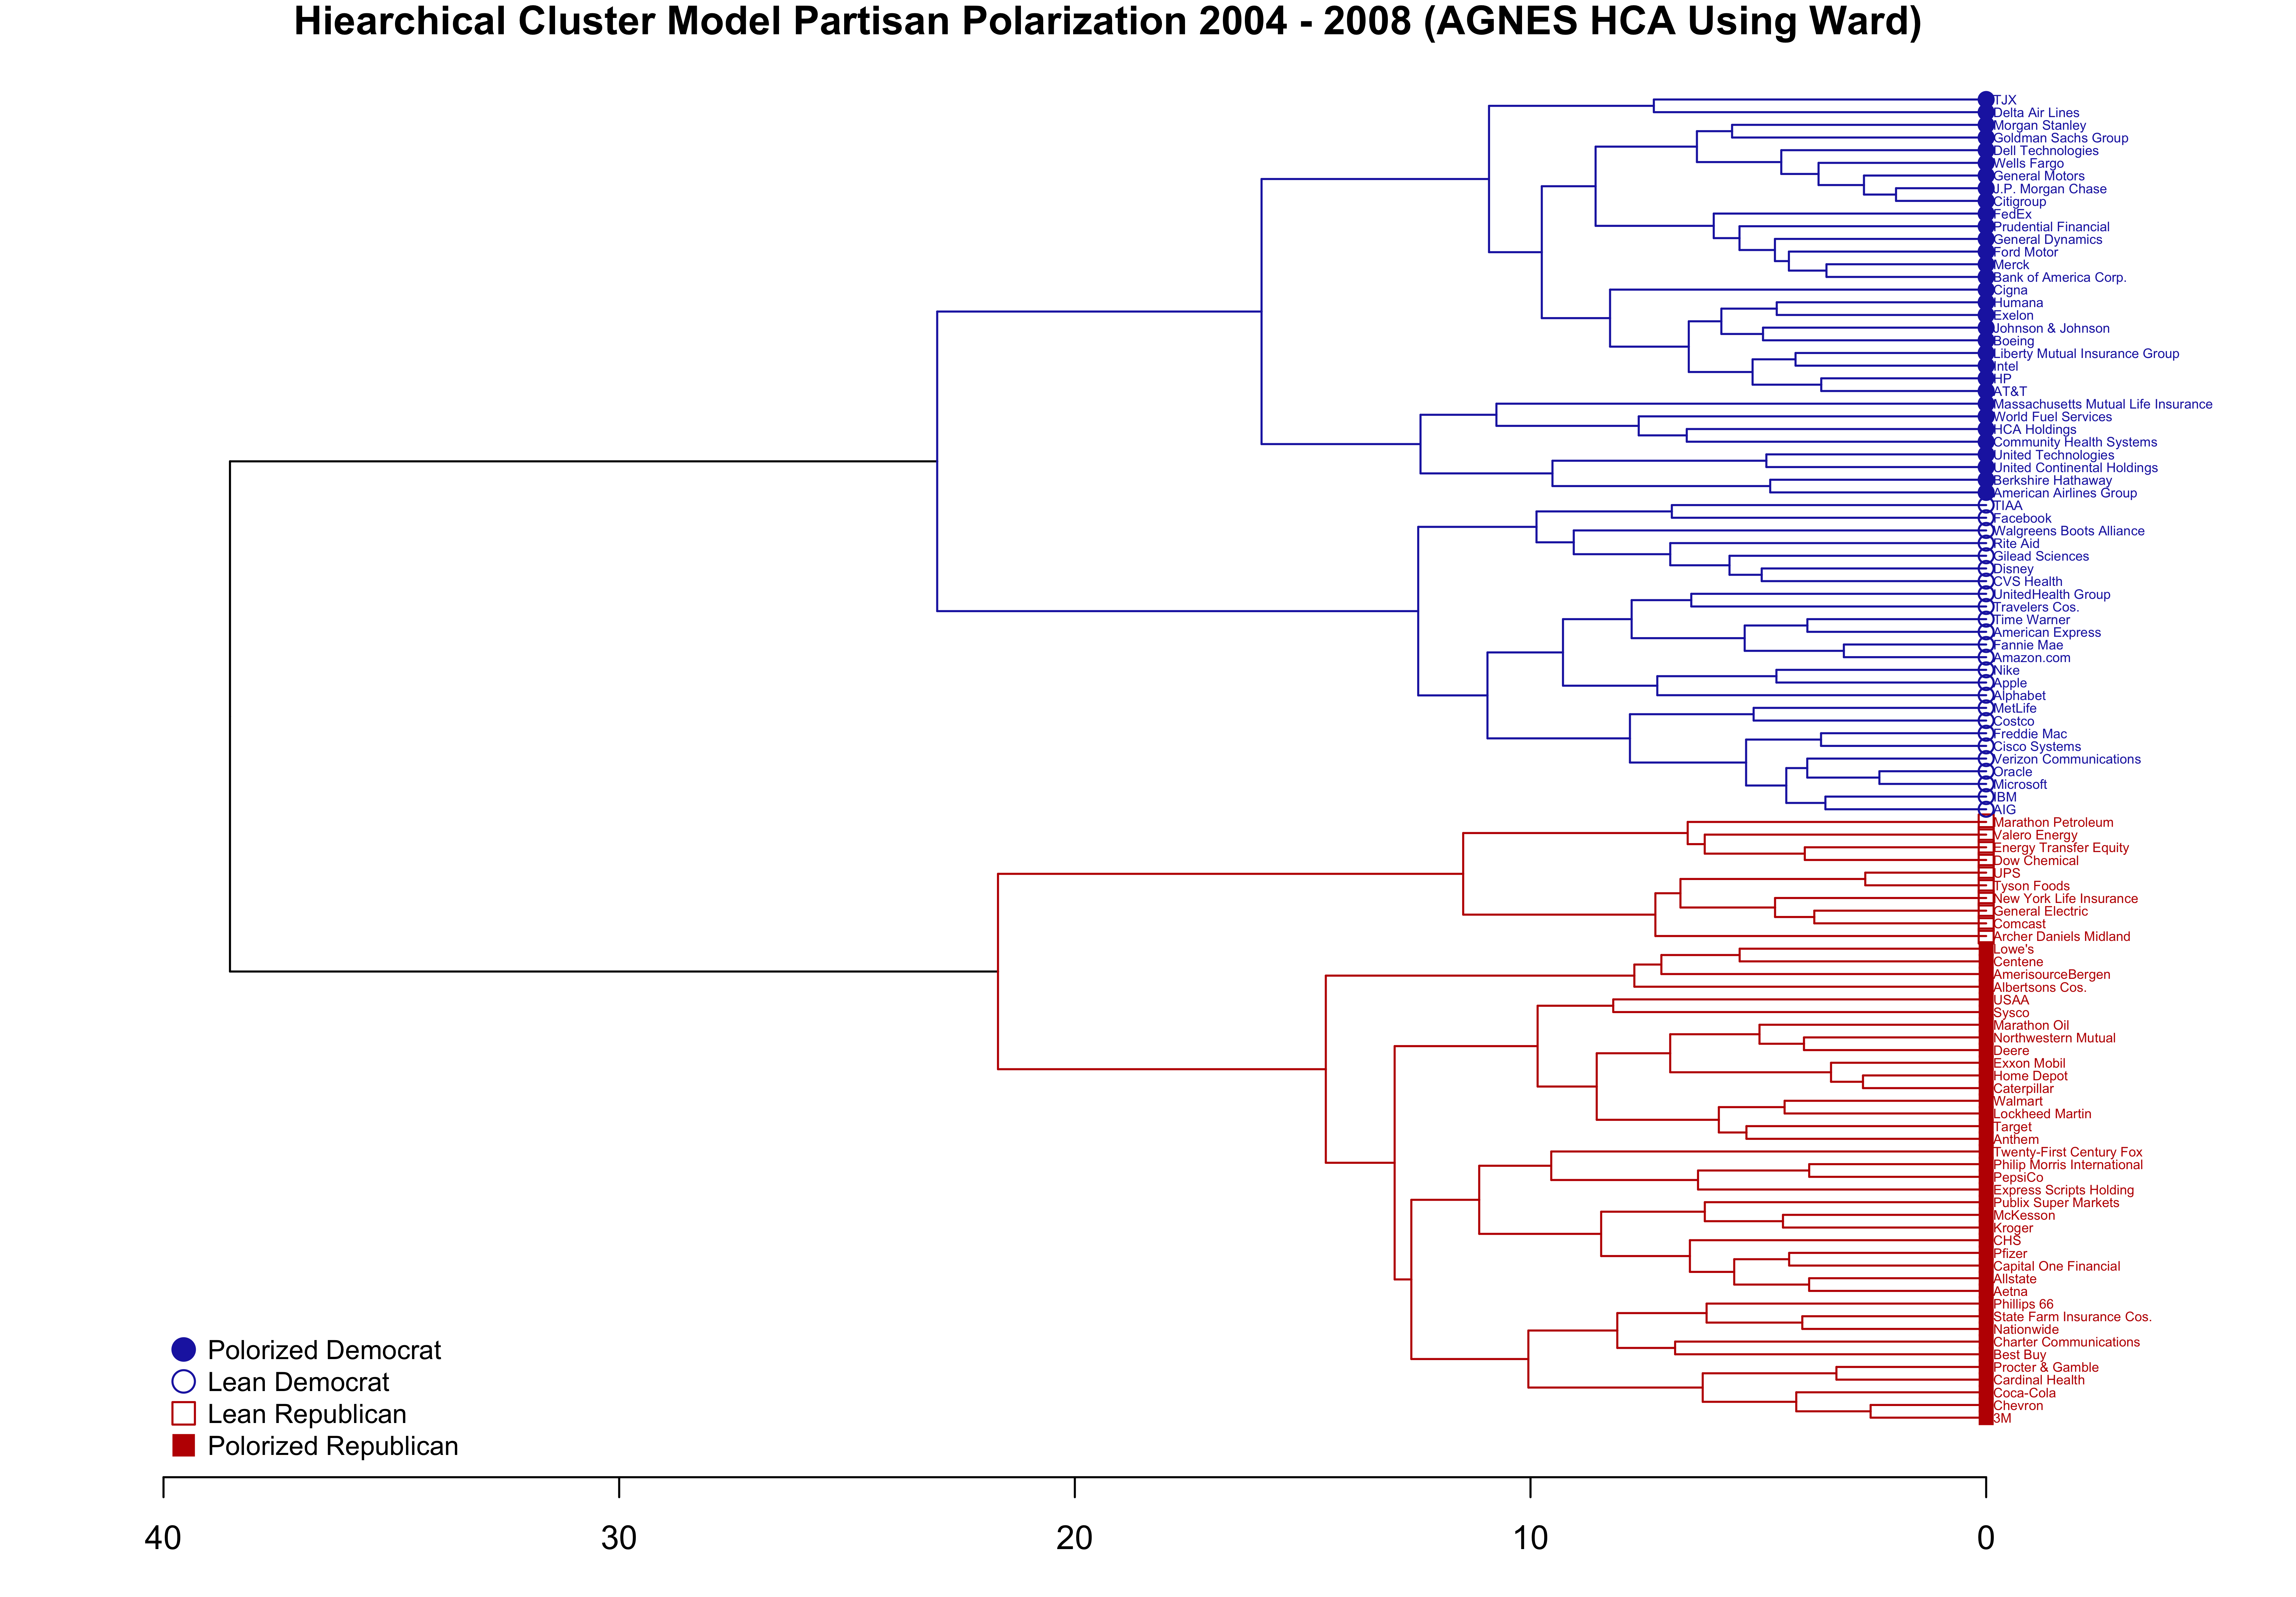 Hiearchical Cluster Model Partisan Polarization 2004 - 2008 (AGNES HCA Using Ward)
TJX
Delta Air Lines
Morgan Stanley
Goldman Sachs Group
Dell Technologies
Wells Fargo
General Motors
J.P. Morgan Chase
Citigroup
FedEx
Prudential Financial
General Dynamics
Ford Motor
Merck
Bank of America Corp.
Cigna
Humana
Exelon
Johnson & Johnson
Boeing
Liberty Mutual Insurance Group
Intel
HP
AT&T
Massachusetts Mutual Life Insurance
World Fuel Services
HCA Holdings
Community Health Systems
United Technologies
United Continental Holdings
Berkshire Hathaway
American Airlines Group
TIAA
Facebook
Walgreens Boots Alliance
Rite Aid
Gilead Sciences
Disney
CVS Health
UnitedHealth Group
Travelers Cos.
Time Warner
American Express
Fannie Mae
Amazon.com
Nike
Apple
Alphabet
MetLife
Costco
Freddie Mac
Cisco Systems
Verizon Communications
Oracle
Microsoft
IBM
AIG
Marathon Petroleum
Valero Energy
Energy Transfer Equity
Dow Chemical
UPS
Tyson Foods
New York Life Insurance
General Electric
Comcast
Archer Daniels Midland
Lowe's
Centene
AmerisourceBergen
Albertsons Cos.
USAA
Sysco
Marathon Oil
Northwestern Mutual
Deere
Exxon Mobil
Home Depot
Caterpillar
Walmart
Lockheed Martin
Target
Anthem
Twenty-First Century Fox
Philip Morris International
PepsiCo
Express Scripts Holding
Publix Super Markets
McKesson
Kroger
CHS
Pfizer
Capital One Financial
Allstate
Aetna
Phillips 66
State Farm Insurance Cos.
Nationwide
Charter Communications
Best Buy
Procter & Gamble
Cardinal Health
Coca-Cola
Chevron
3M
Polorized Democrat
Lean Democrat
Lean Republican
Polorized Republican
40 30 20 10 0